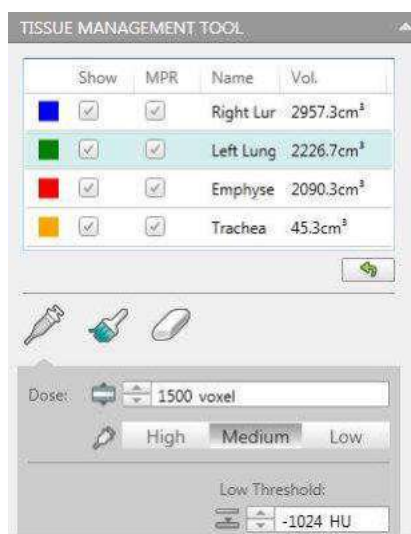 TISSUE MANAGEMENT TOOL
Show MPR Name Vol.
Right Lur 2957.3cm³
Left Lung 2226.7cm³
Emphyse 2090.3cm³
Trachea 45.3cm³
Dose: 1500 voxel
High Medium Low
Low Threshold:
-1024 HU